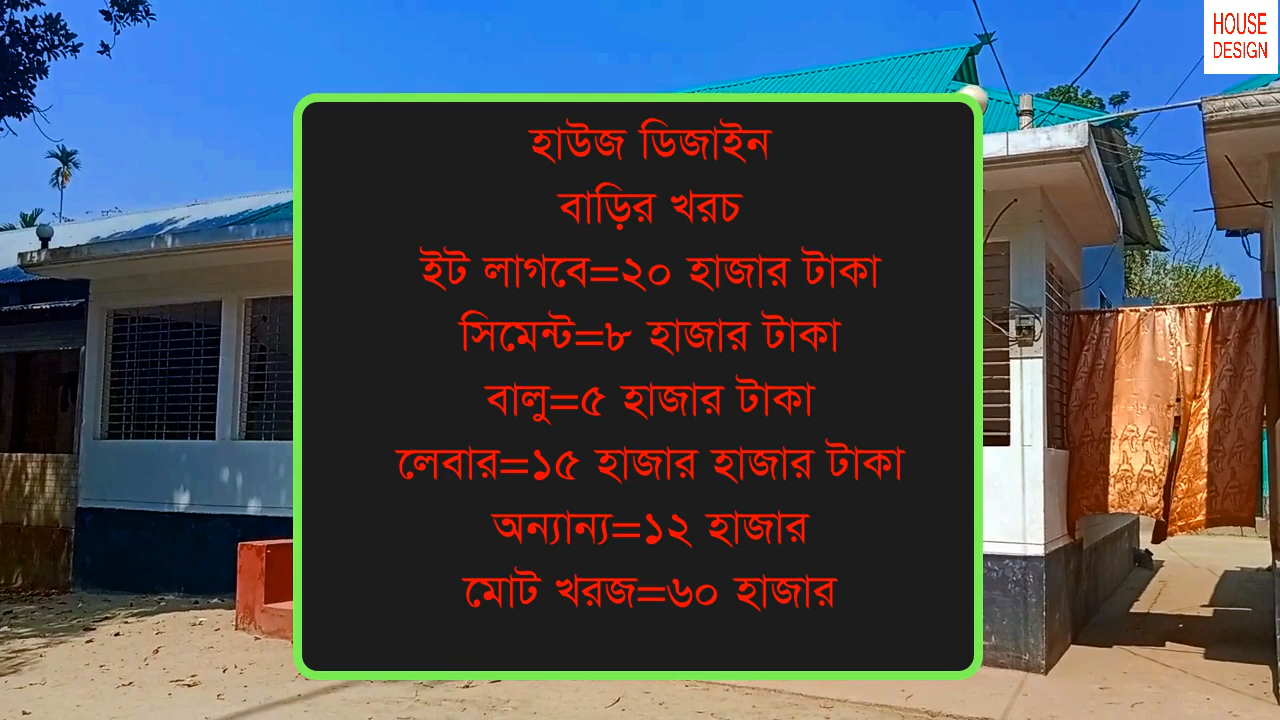 HOUSE
DESIGN
হাউজ ডিজাইন
বাড়ির খরচ
ইট লাগবে=২০ হাজার টাকা
সিমেন্ট=৮ হাজার টাকা
বালু=৫ হাজার টাকা
লেবার=১৫ হাজার হাজার টাকা
অন্যান্য=১২ হাজার
মোট খরজ=৬০ হাজার